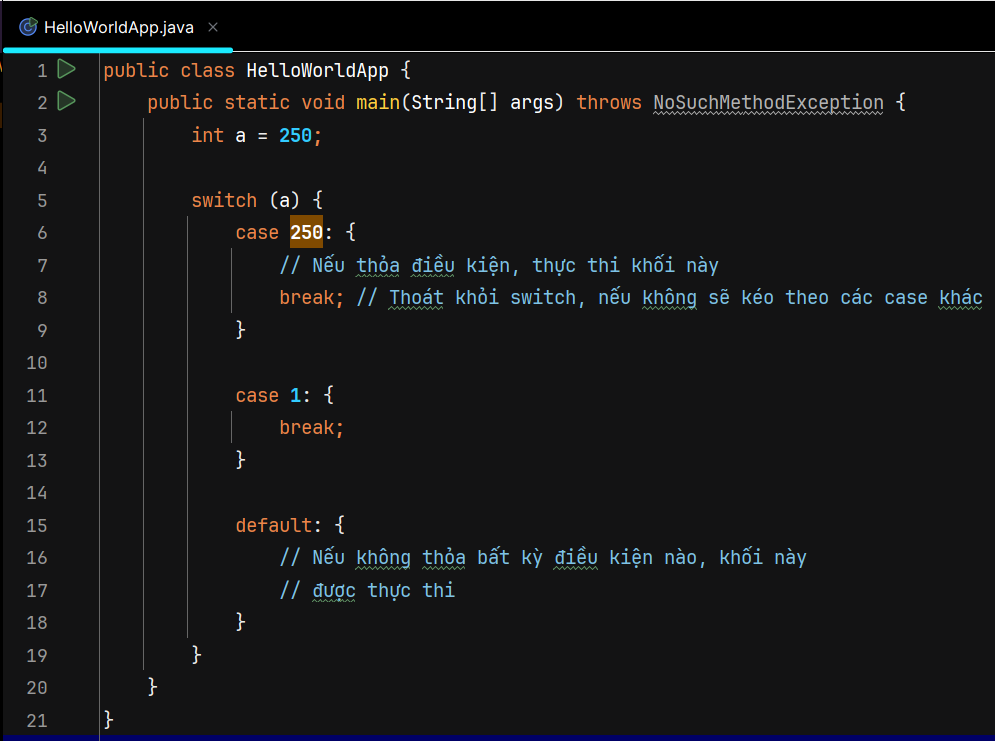 HelloWorldApp.java ×
1 public class HelloWorldApp {
2 public static void main(String[] args) throws NoSuchMethodException {
3 int a = 250;
4
5 switch (a) {
6 case 250: {
7 // Nếu thỏa điều kiện, thực thi khối này
8 break; // Thoát khỏi switch, nếu không sẽ kéo theo các case khác
9 }
10
11 case 1: {
12 break;
13 }
14
15 default: {
16 // Nếu không thỏa bất kỳ điều kiện nào, khối này
17 // được thực thi
18 }
19 }
20 }
21 }